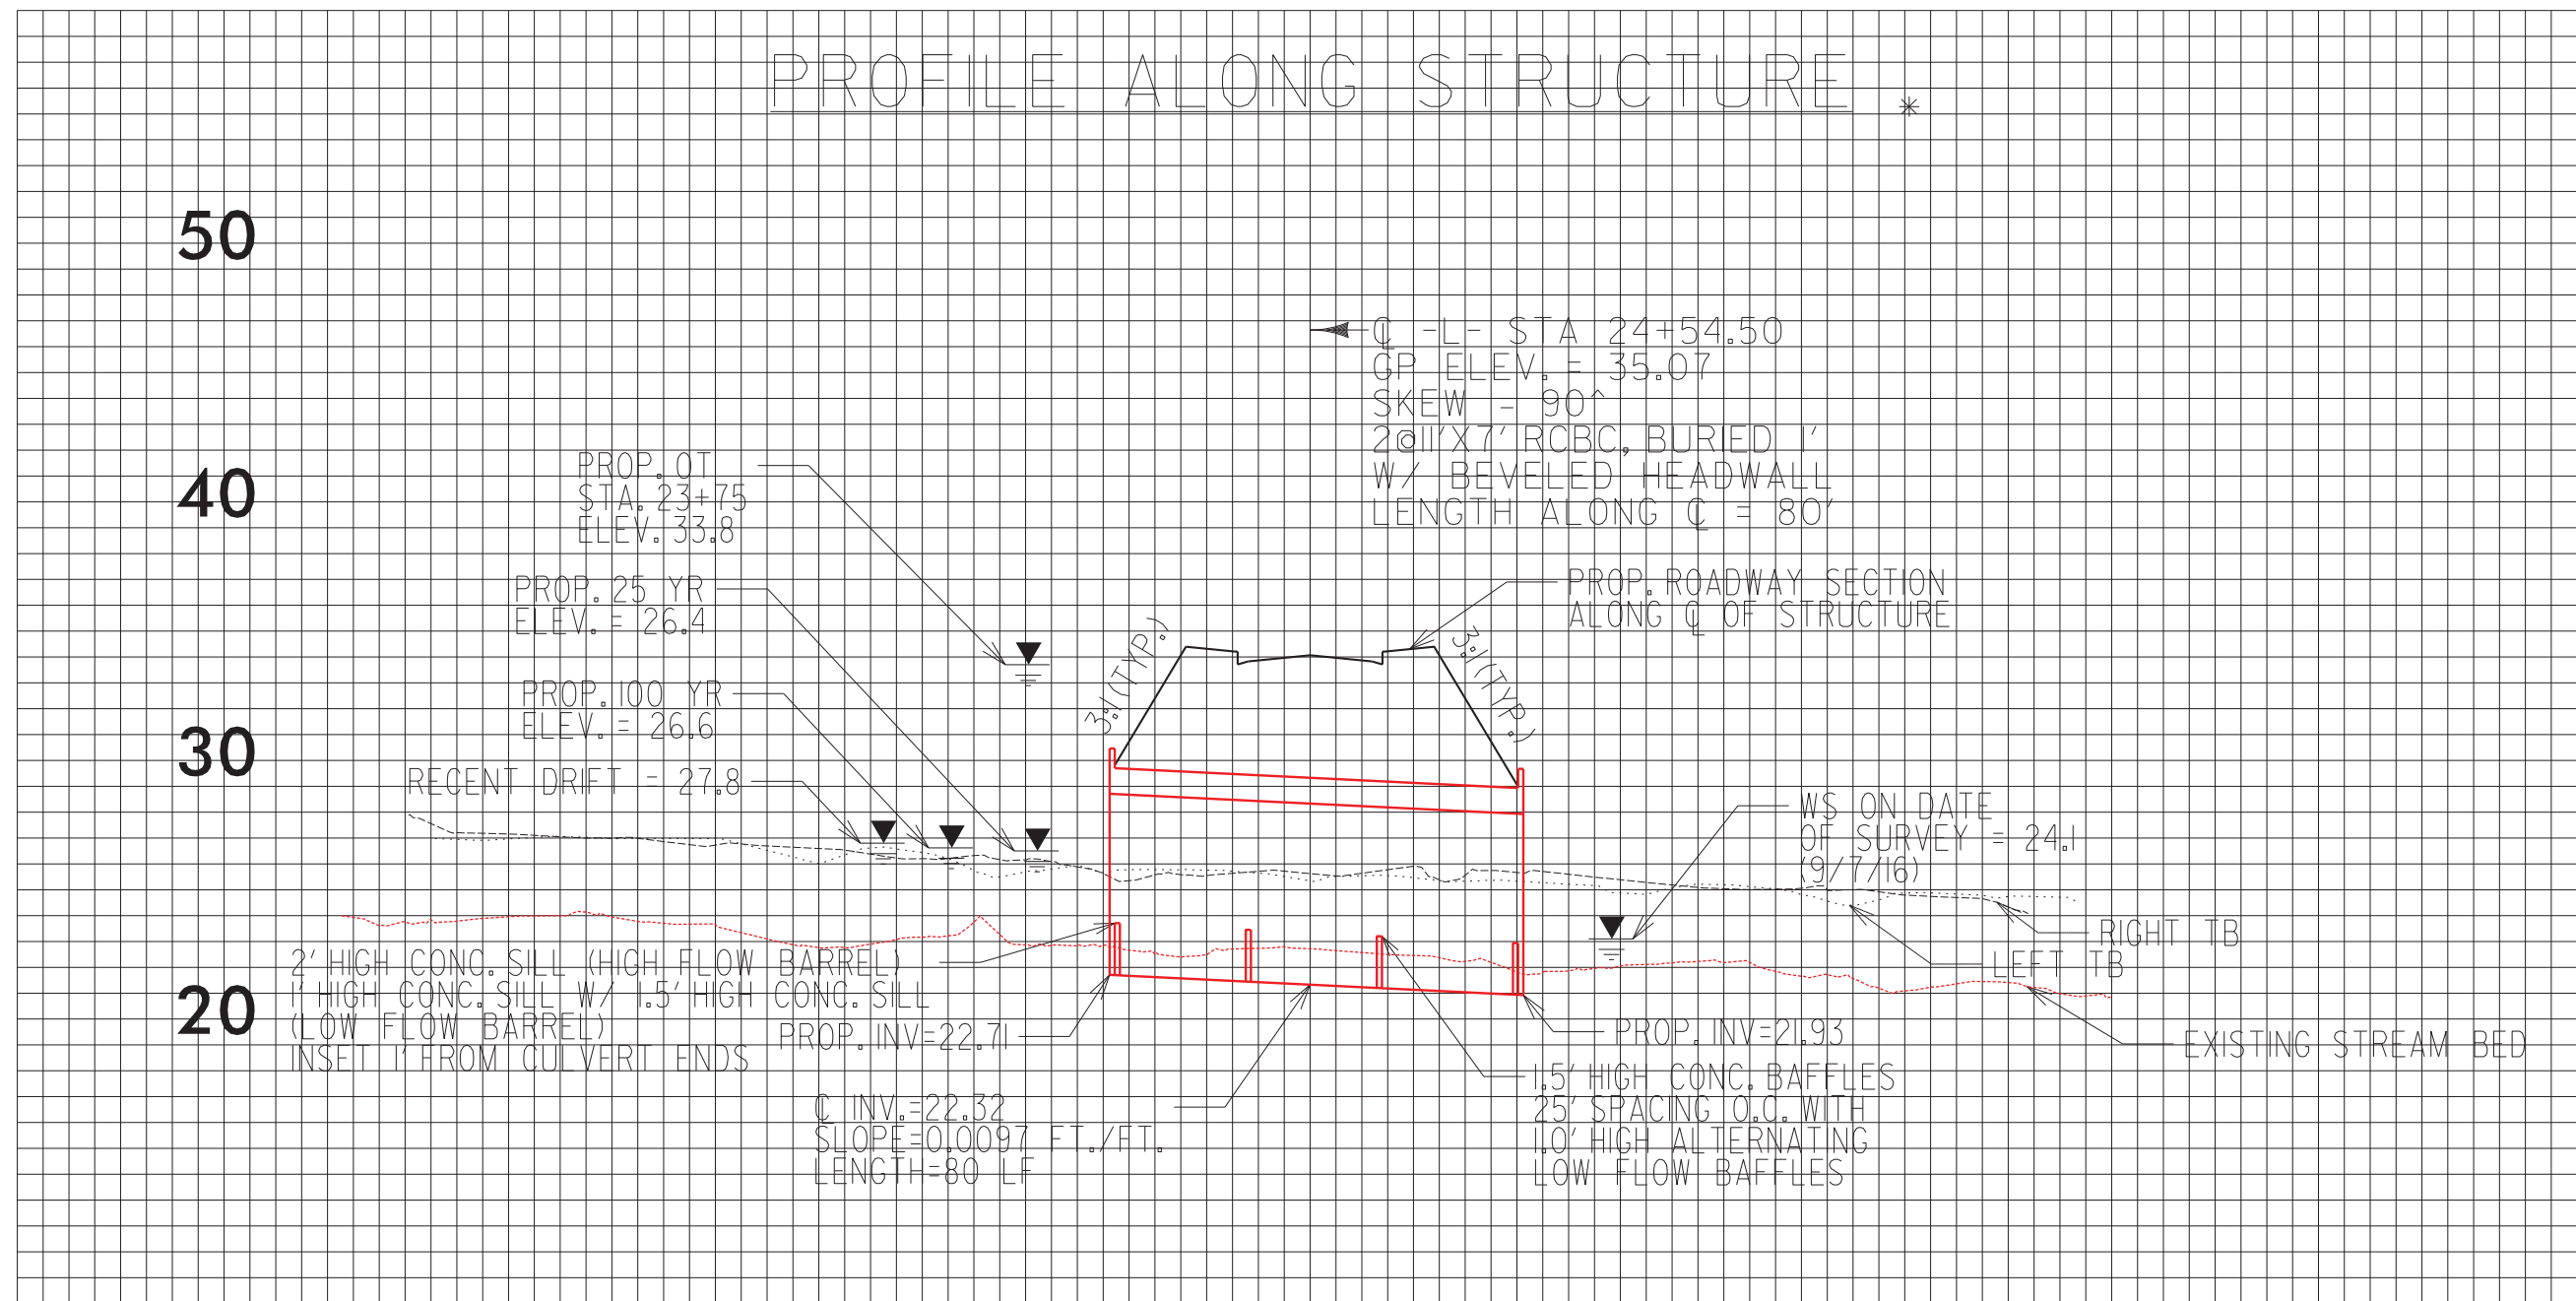 PROFILE ALONG STRUCTURE *
50
40
30
20
℄ -L- STA 24+54.50
GP ELEV. = 35.07
SKEW - 90^
2@11'X7' RCBC, BURIED 1'
W/ BEVELED HEADWALL
LENGTH ALONG ℄ = 80'
PROP. OT
STA. 23+75
ELEV. 33.8
PROP. 25 YR
ELEV. = 26.4
PROP. 100 YR
ELEV. = 26.6
RECENT DRIFT = 27.8
3:1(TYP.)
3:1(TYP.)
PROP. ROADWAY SECTION
ALONG ℄ OF STRUCTURE
WS ON DATE
OF SURVEY = 24.1
(9/7/16)
RIGHT TB
LEFT TB
EXISTING STREAM BED
2' HIGH CONC. SILL (HIGH FLOW BARREL)
1' HIGH CONC. SILL W/ 1.5' HIGH CONC. SILL
(LOW FLOW BARREL)
INSET 1' FROM CULVERT ENDS
PROP. INV=22.71
℄ INV.=22.32
SLOPE=0.0097 FT./FT.
LENGTH=80 LF
PROP. INV=21.93
1.5' HIGH CONC. BAFFLES
25' SPACING O.C. WITH
1.0' HIGH ALTERNATING
LOW FLOW BAFFLES